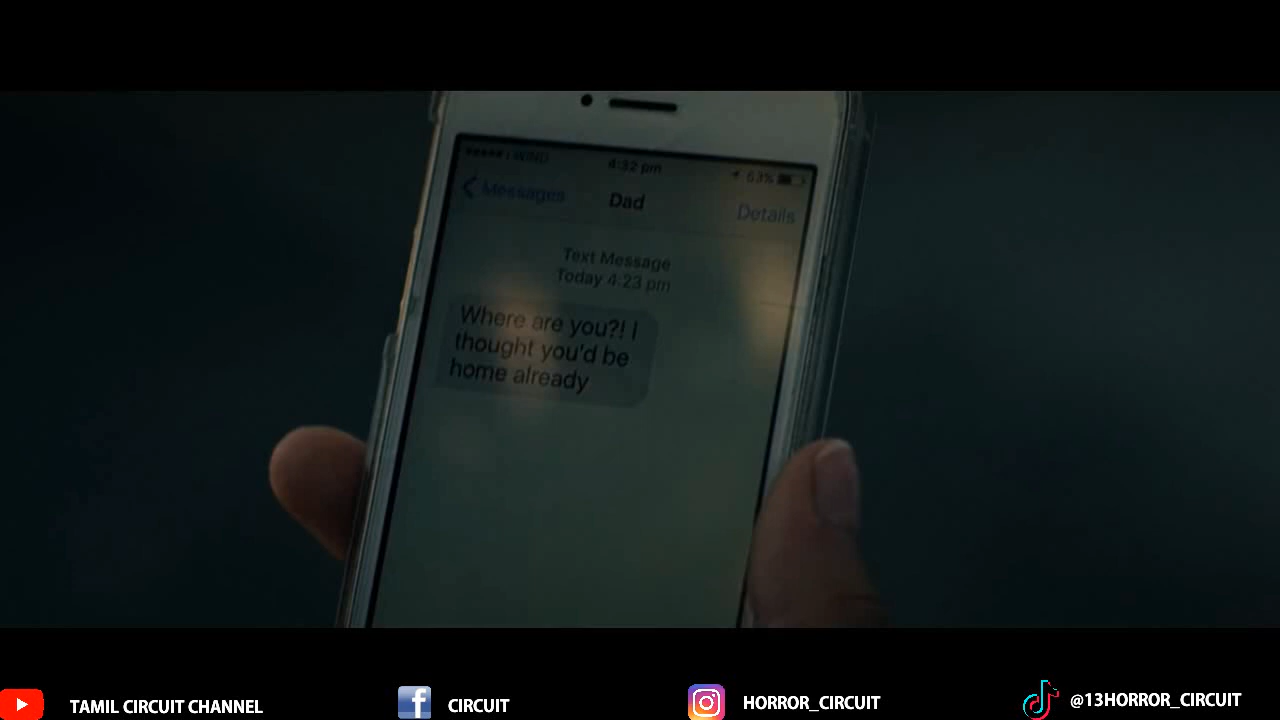 WIND 4:32 pm 63%
Messages Dad Details
Text Message
Today 4:23 pm
Where are you?! I
thought you'd be
home already
TAMIL CIRCUIT CHANNEL CIRCUIT HORROR_CIRCUIT @13HORROR_CIRCUIT